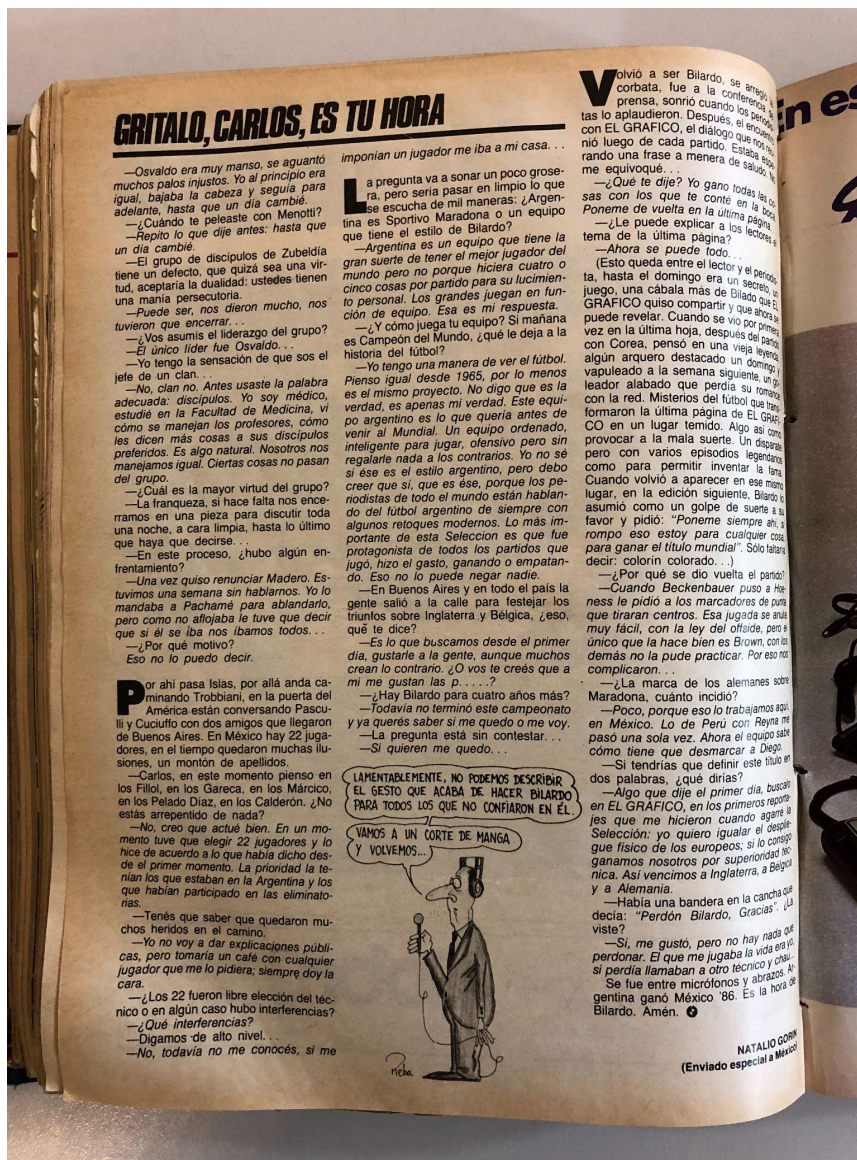 GRITALO, CARLOS, ES TU HORA
—Osvaldo era muy manso, se aguantó
muchos palos injustos. Yo al principio era
igual, bajaba la cabeza y seguía para
adelante, hasta que un día cambié.
—¿Cuándo te peleaste con Menotti?
—Repito lo que dije antes: hasta que
un día cambié.
—El grupo de discípulos de Zubeldía
tiene un defecto, que quizá sea una vir-
tud, aceptaría la dualidad: ustedes tienen
una manía persecutoria.
—Puede ser, nos dieron mucho, nos
tuvieron que encerrar. . .
—¿Vos asumís el liderazgo del grupo?
—El único líder fue Osvaldo. . .
—Yo tengo la sensación de que sos el
jefe de un clan. . .
—No, clan no. Antes usaste la palabra
adecuada: discípulos. Yo soy médico,
estudié en la Facultad de Medicina, vi
cómo se manejan los profesores, cómo
les dicen más cosas a sus discípulos
preferidos. Es algo natural. Nosotros nos
manejamos igual. Ciertas cosas no pasan
del grupo.
—¿Cuál es la mayor virtud del grupo?
—La franqueza, si hace falta nos ence-
rramos en una pieza para discutir toda
una noche, a cara limpia, hasta lo último
que haya que decirse. . .
—En este proceso, ¿hubo algún en-
frentamiento?
—Una vez quiso renunciar Madero. Es-
tuvimos una semana sin hablarnos. Yo lo
mandaba a Pachamé para ablandarlo,
pero como no aflojaba le tuve que decir
que si él se iba nos íbamos todos. . .
—¿Por qué motivo?
Eso no lo puedo decir.
Por ahí pasa Islas, por allá anda ca-
minando Trobbiani, en la puerta del
América están conversando Pascu-
lli y Cuciuffo con dos amigos que llegaron
de Buenos Aires. En México hay 22 juga-
dores, en el tiempo quedaron muchas ilu-
siones, un montón de apellidos.
—Carlos, en este momento pienso en
los Fillol, en los Gareca, en los Márcico,
en los Pelado Díaz, en los Calderón. ¿No
estás arrepentido de nada?
—No, creo que actué bien. En un mo-
mento tuve que elegir 22 jugadores y lo
hice de acuerdo a lo que había dicho des-
de el primer momento. La prioridad la te-
nían los que estaban en la Argentina y los
que habían participado en las eliminato-
rias.
—Tenés que saber que quedaron mu-
chos heridos en el camino.
—Yo no voy a dar explicaciones públi-
cas, pero tomaría un café con cualquier
jugador que me lo pidiera; siempre doy la
cara.
—¿Los 22 fueron libre elección del téc-
nico o en algún caso hubo interferencias?
—¿Qué interferencias?
—Digamos de alto nivel. . .
—No, todavía no me conocés, si me
imponían un jugador me iba a mi casa. . .
La pregunta va a sonar un poco grose-
ra, pero sería pasar en limpio lo que
se escucha de mil maneras: ¿Argen-
tina es Sportivo Maradona o un equipo
que tiene el estilo de Bilardo?
—Argentina es un equipo que tiene la
gran suerte de tener el mejor jugador del
mundo pero no porque hiciera cuatro o
cinco cosas por partido para su lucimien-
to personal. Los grandes juegan en fun-
ción de equipo. Esa es mi respuesta.
—¿Y cómo juega tu equipo? Si mañana
es Campeón del Mundo, ¿qué le deja a la
historia del fútbol?
—Yo tengo una manera de ver el fútbol.
Pienso igual desde 1965, por lo menos
es el mismo proyecto. No digo que es la
verdad, es apenas mi verdad. Este equi-
po argentino es lo que quería antes de
venir al Mundial. Un equipo ordenado,
inteligente para jugar, ofensivo pero sin
regalarle nada a los contrarios. Yo no sé
si ése es el estilo argentino, pero debo
creer que sí, que es ése, porque los pe-
riodistas de todo el mundo están hablan-
do del fútbol argentino de siempre con
algunos retoques modernos. Lo más im-
portante de esta Seleccion es que fue
protagonista de todos los partidos que
jugó, hizo el gasto, ganando o empatan-
do. Eso no lo puede negar nadie.
—En Buenos Aires y en todo el país la
gente salió a la calle para festejar los
triunfos sobre Inglaterra y Bélgica, ¿eso,
qué te dice?
—Es lo que buscamos desde el primer
día, gustarle a la gente, aunque muchos
crean lo contrario. ¿O vos te creés que a
mí me gustan las p. . . . .?
—¿Hay Bilardo para cuatro años más?
—Todavía no terminó este campeonato
y ya querés saber si me quedo o me voy.
—La pregunta está sin contestar. . .
—Si quieren me quedo. . .
LAMENTABLEMENTE, NO PODEMOS DESCRIBIR
EL GESTO QUE ACABA DE HACER BILARDO
PARA TODOS LOS QUE NO CONFIARON EN ÉL.
VAMOS A UN CORTE DE MANGA
Y VOLVEMOS...
Volvió a ser Bilardo, se arregló la
corbata, fue a la conferencia de
prensa, sonrió cuando los periodis-
tas lo aplaudieron. Después, el encuentro
con EL GRAFICO, el diálogo que nos reu-
nió luego de cada partido. Estaba espe-
rando una frase a manera de saludo. No
me equivoqué. . .
—¿Qué te dije? Yo gano todas las co-
sas con los que te conté en la boca.
Poneme de vuelta en la última página.
—¿Le puede explicar a los lectores el
tema de la última página?
—Ahora se puede todo. . .
(Esto queda entre el lector y el periodis-
ta, hasta el domingo era un secreto, un
juego, una cábala más de Bilado que EL
GRAFICO quiso compartir y que ahora se
puede revelar. Cuando se vio por primera
vez en la última hoja, después del partido
con Corea, pensó en una vieja leyenda,
algún arquero destacado un domingo y
vapuleado a la semana siguiente, un go-
leador alabado que perdía su romance
con la red. Misterios del fútbol que trans-
formaron la última página de EL GRAFI-
CO en un lugar temido. Algo así como
provocar a la mala suerte. Un disparate
pero con varios episodios legendarios
como para permitir inventar la fama.
Cuando volvió a aparecer en ese mismo
lugar, en la edición siguiente, Bilardo lo
asumió como un golpe de suerte a su
favor y pidió: "Poneme siempre ahí, si
rompo eso estoy para cualquier cosa,
para ganar el título mundial". Sólo faltaría
decir: colorín colorado. . .)
—¿Por qué se dio vuelta el partido?
—Cuando Beckenbauer puso a Hoe-
ness le pidió a los marcadores de punta
que tiraran centros. Esa jugada se anula
muy fácil, con la ley del offside, pero el
único que la hace bien es Brown, con los
demás no la pude practicar. Por eso nos
complicaron. . .
—¿La marca de los alemanes sobre
Maradona, cuánto incidió?
—Poco, porque eso lo trabajamos aquí,
en México. Lo de Perú con Reyna me
pasó una sola vez. Ahora el equipo sabe
cómo tiene que desmarcar a Diego.
—Si tendrías que definir este título en
dos palabras, ¿qué dirías?
—Algo que dije el primer día, buscalo
en EL GRAFICO, en los primeros reporta-
jes que me hicieron cuando agarré la
Selección: yo quiero igualar el desplie-
gue físico de los europeos; si lo consigo
ganamos nosotros por superioridad téc-
nica. Así vencimos a Inglaterra, a Bélgica
y a Alemania.
—Había una bandera en la cancha que
decía: "Perdón Bilardo, Gracias". ¿La
viste?
—Sí, me gustó, pero no hay nada que
perdonar. El que me jugaba la vida era yo,
si perdía llamaban a otro técnico y chau...
Se fue entre micrófonos y abrazos. Ar-
gentina ganó México '86. Es la hora de
Bilardo. Amén.
NATALIO GORIN
(Enviado especial a México)
En es